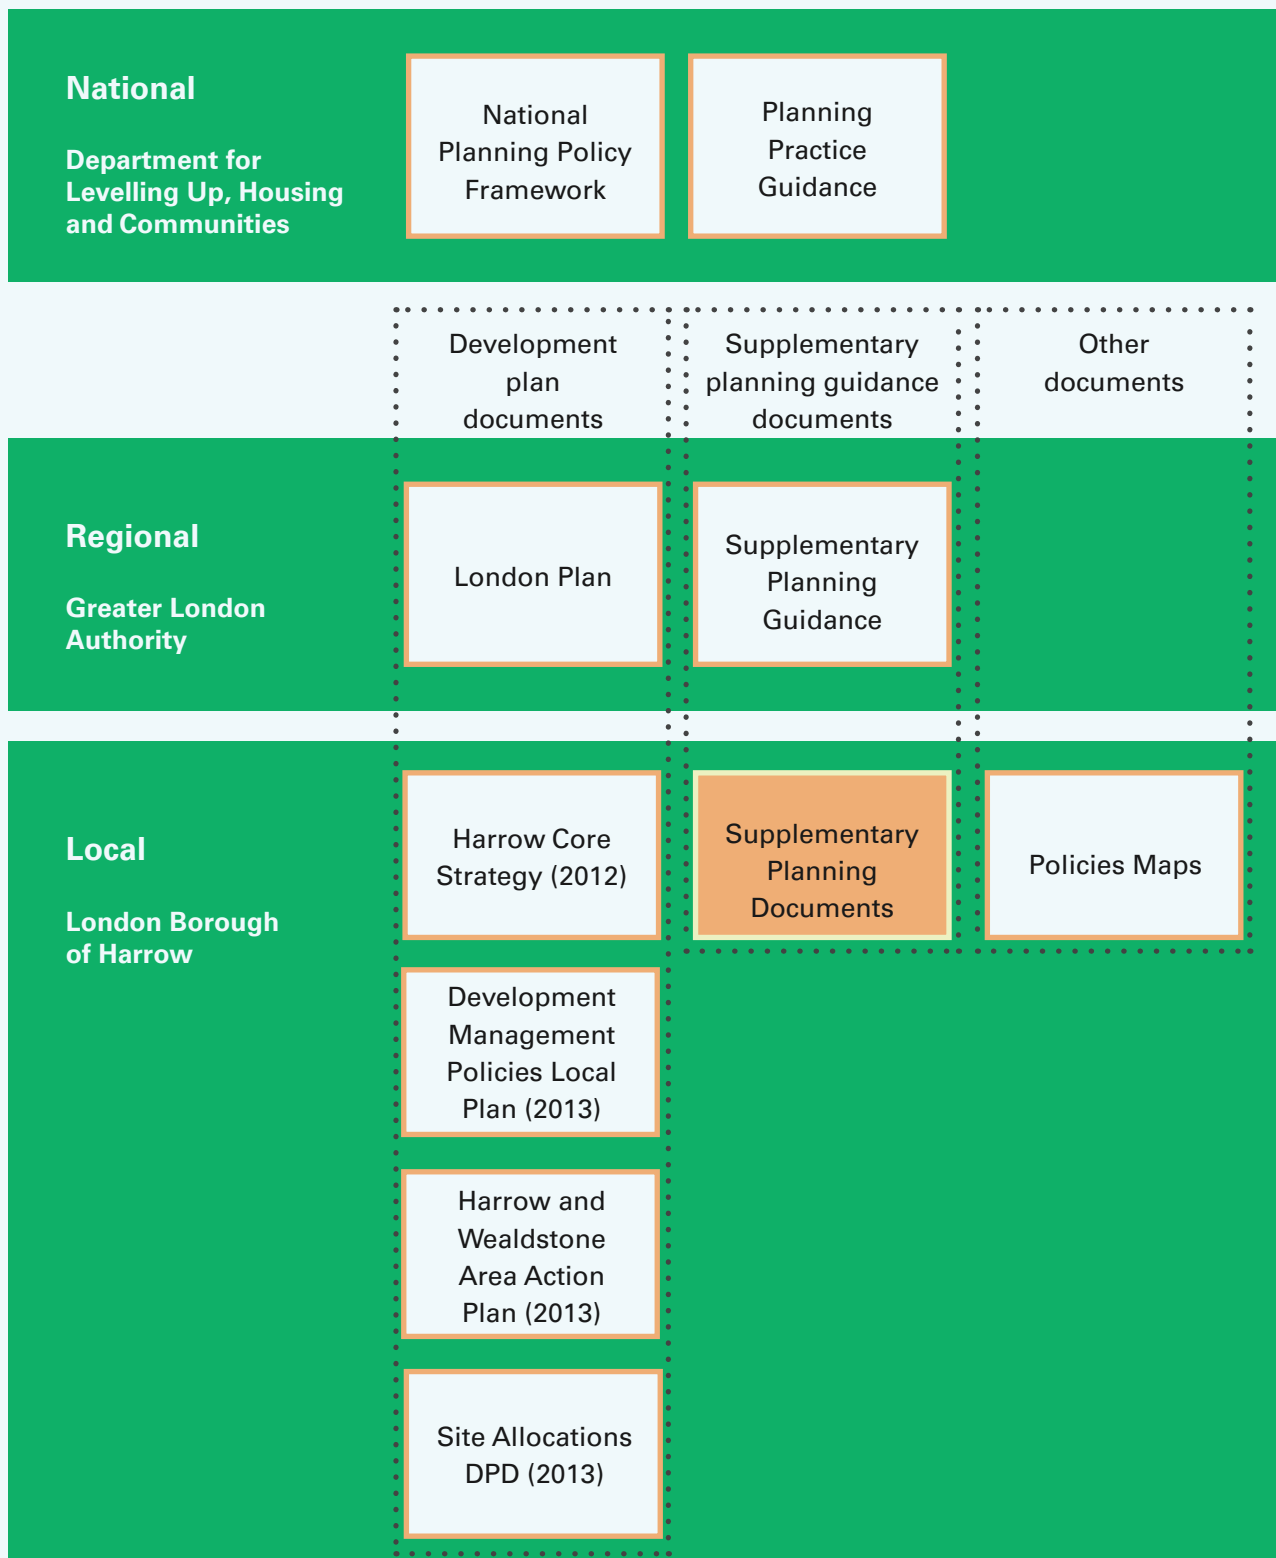 National
Department for
Levelling Up, Housing
and Communities
National
Planning Policy
Framework
Planning
Practice
Guidance
Development
plan
documents
Supplementary
planning guidance
documents
Other
documents
Regional
Greater London
Authority
London Plan
Supplementary
Planning
Guidance
Local
London Borough
of Harrow
Harrow Core
Strategy (2012)
Supplementary
Planning
Documents
Policies Maps
Development
Management
Policies Local
Plan (2013)
Harrow and
Wealdstone
Area Action
Plan (2013)
Site Allocations
DPD (2013)